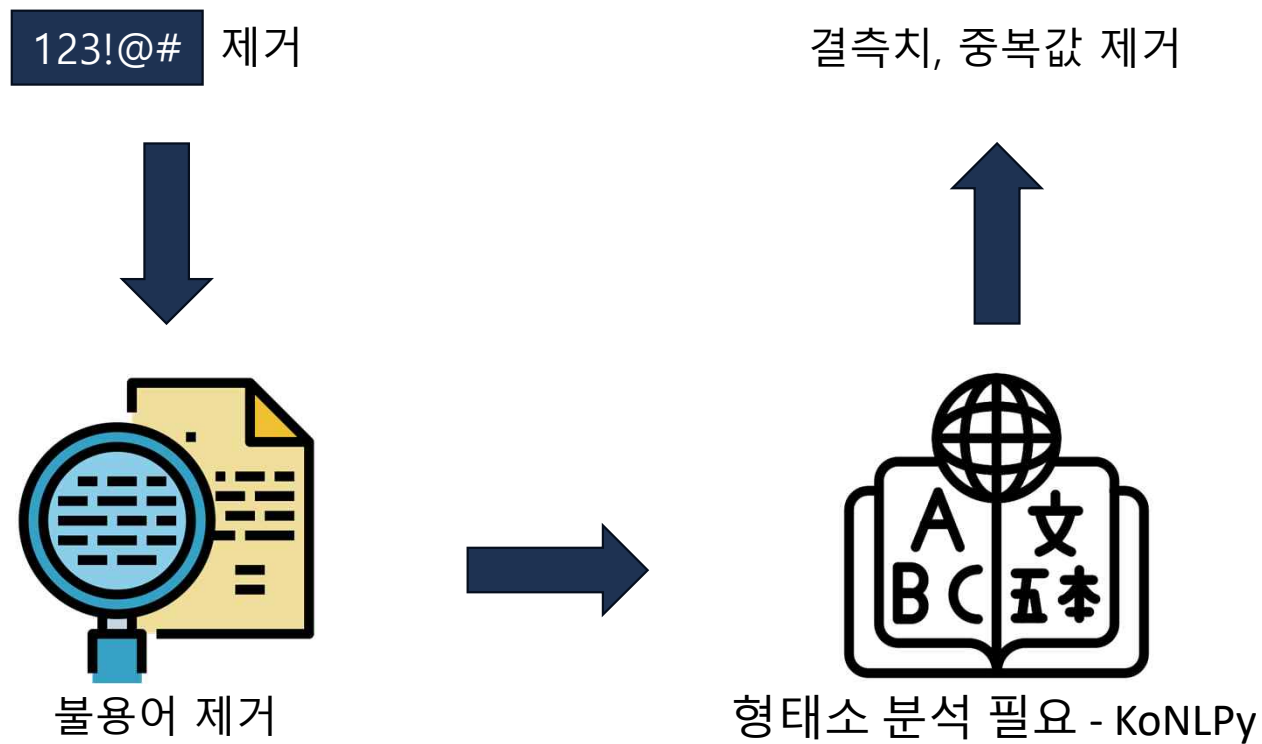 123!@# 제거
결측치, 중복값 제거
A 文
B C 五本
불용어 제거
형태소 분석 필요 - KoNLPy